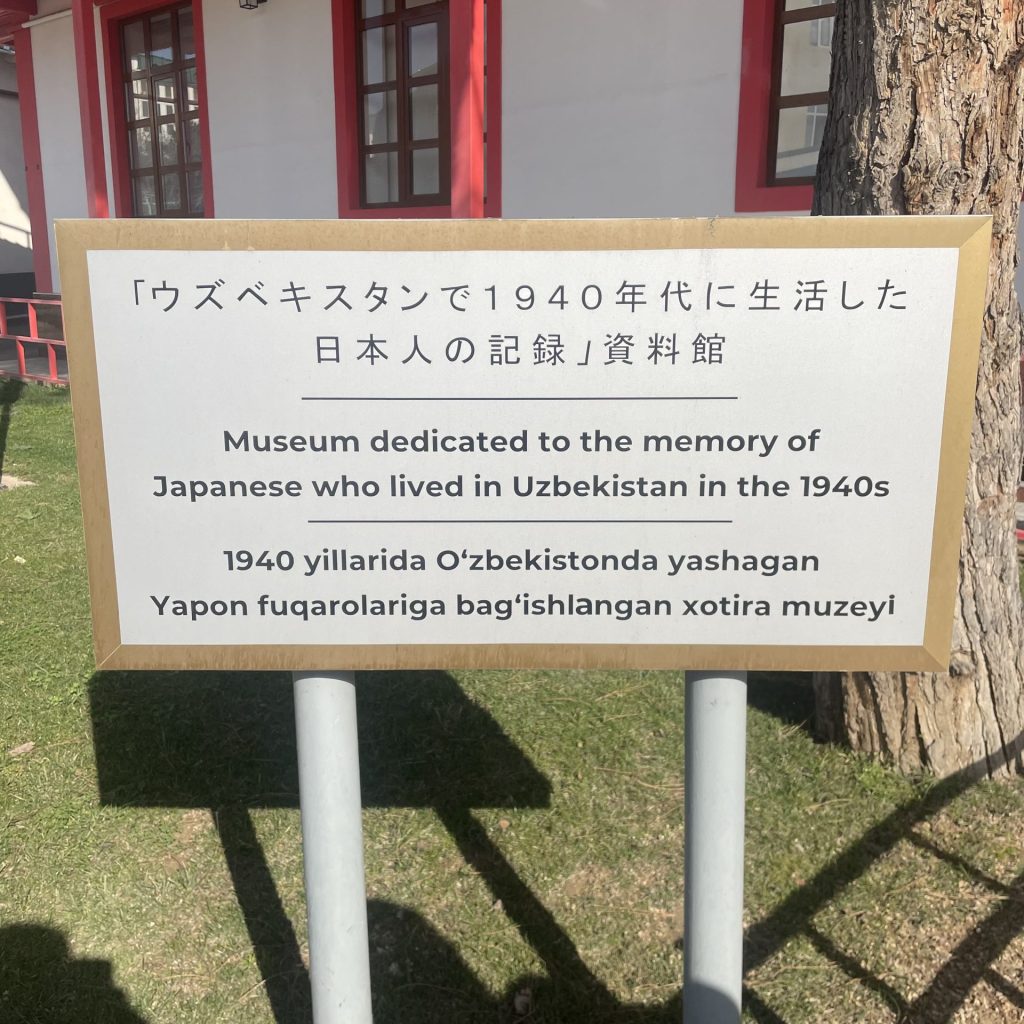 「ウズベキスタンで1940年代に生活した
日本人の記録」資料館
Museum dedicated to the memory of
Japanese who lived in Uzbekistan in the 1940s
1940 yillarida O‘zbekistonda yashagan
Yapon fuqarolariga bag‘ishlangan xotira muzeyi